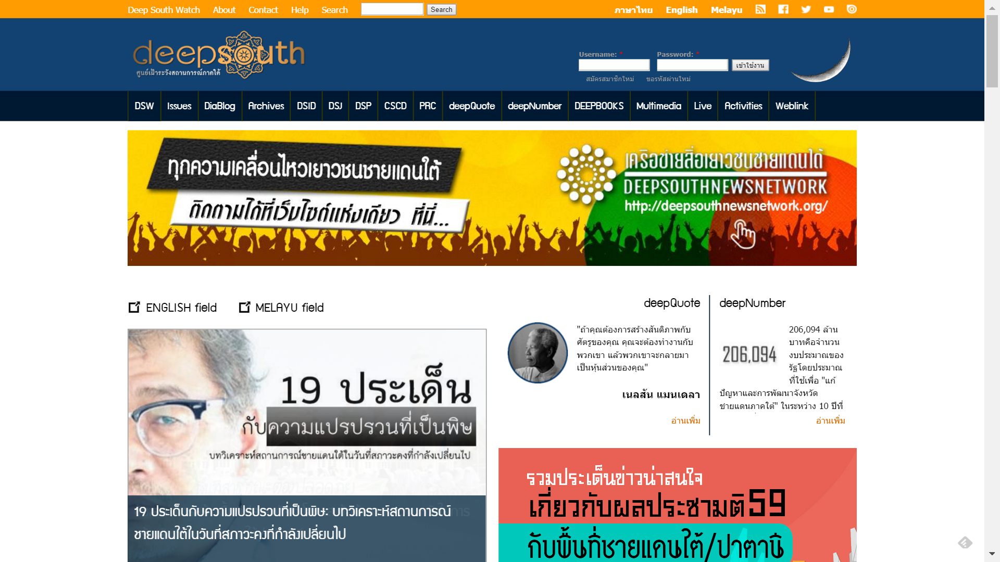 Deep South Watch About Contact Help Search Search ภาษาไทย English Melayu
deepsouth
ศูนย์เฝ้าระวังสถานการณ์ภาคใต้
Username: * Password: *
เข้าใช้งาน
สมัครสมาชิกใหม่ ขอรหัสผ่านใหม่
DSW Issues DiaBlog Archives DSID DSJ DSP CSCD PRC deepQuote deepNumber DEEPBOOKS Multimedia Live Activities Weblink
ทุกความเคลื่อนไหวเยาวชนชายแดนใต้
ติดตามได้ที่เว็บไซต์แห่งเดียว ที่นี่...
เครือข่ายสื่อเยาวชนชายแดนใต้
DEEPSOUTHNEWSNETWORK
http://deepsouthnewsnetwork.org/
ENGLISH field MELAYU field
19 ประเด็น
กับความแปรปรวนที่เป็นพิษ
บทวิเคราะห์สถานการณ์ชายแดนใต้ในวันที่สภาวะคงที่กำลังเปลี่ยนไป
19 ประเด็นกับความแปรปรวนที่เป็นพิษ: บทวิเคราะห์สถานการณ์
ชายแดนใต้ในวันที่สภาวะคงที่กำลังเปลี่ยนไป
deepQuote
"ถ้าคุณต้องการสร้างสันติภาพกับ
ศัตรูของคุณ คุณจะต้องทำงานกับ
พวกเขา แล้วพวกเขาจะกลายมา
เป็นหุ้นส่วนของคุณ"
เนลสัน แมนเดลา
อ่านเพิ่ม
deepNumber
206,094
206,094 ล้าน
บาทคือจำนวน
งบประมาณของ
รัฐโดยประมาณ
ที่ใช้เพื่อ "แก้
ปัญหาและการพัฒนาจังหวัด
ชายแดนภาคใต้" ในระหว่าง 10 ปีที่
อ่านเพิ่ม
รวมประเด็นข่าวน่าสนใจ
เกี่ยวกับผลประชามติ59
กับพื้นที่ชายแดนใต้/ปาตานี